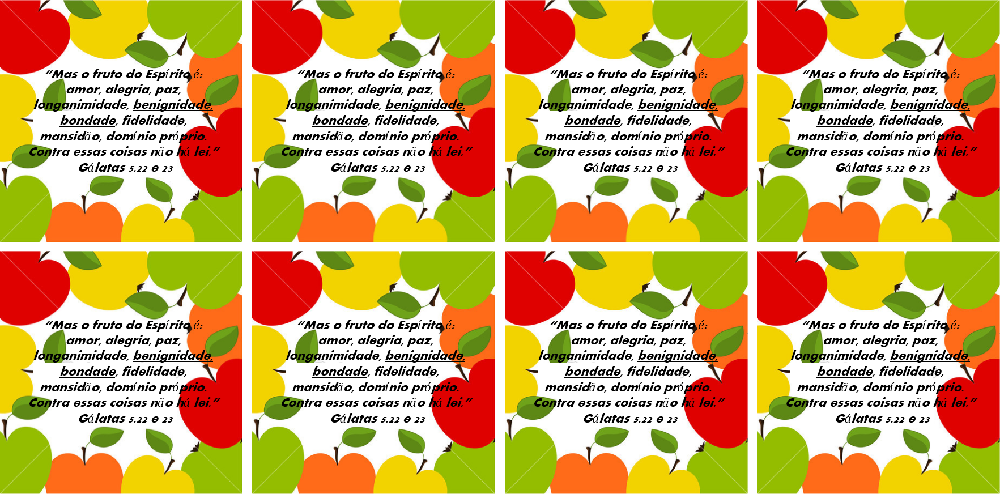 “Mas o fruto do Espírito é:
amor, alegria, paz,
longanimidade, benignidade,
bondade, fidelidade,
mansidão, domínio próprio.
Contra essas coisas não há lei.”
Gálatas 5.22 e 23
“Mas o fruto do Espírito é:
amor, alegria, paz,
longanimidade, benignidade,
bondade, fidelidade,
mansidão, domínio próprio.
Contra essas coisas não há lei.”
Gálatas 5.22 e 23
“Mas o fruto do Espírito é:
amor, alegria, paz,
longanimidade, benignidade,
bondade, fidelidade,
mansidão, domínio próprio.
Contra essas coisas não há lei.”
Gálatas 5.22 e 23
“Mas o fruto do Espírito é:
amor, alegria, paz,
longanimidade, benignidade,
bondade, fidelidade,
mansidão, domínio próprio.
Contra essas coisas não há lei.”
Gálatas 5.22 e 23
“Mas o fruto do Espírito é:
amor, alegria, paz,
longanimidade, benignidade,
bondade, fidelidade,
mansidão, domínio próprio.
Contra essas coisas não há lei.”
Gálatas 5.22 e 23
“Mas o fruto do Espírito é:
amor, alegria, paz,
longanimidade, benignidade,
bondade, fidelidade,
mansidão, domínio próprio.
Contra essas coisas não há lei.”
Gálatas 5.22 e 23
“Mas o fruto do Espírito é:
amor, alegria, paz,
longanimidade, benignidade,
bondade, fidelidade,
mansidão, domínio próprio.
Contra essas coisas não há lei.”
Gálatas 5.22 e 23
“Mas o fruto do Espírito é:
amor, alegria, paz,
longanimidade, benignidade,
bondade, fidelidade,
mansidão, domínio próprio.
Contra essas coisas não há lei.”
Gálatas 5.22 e 23